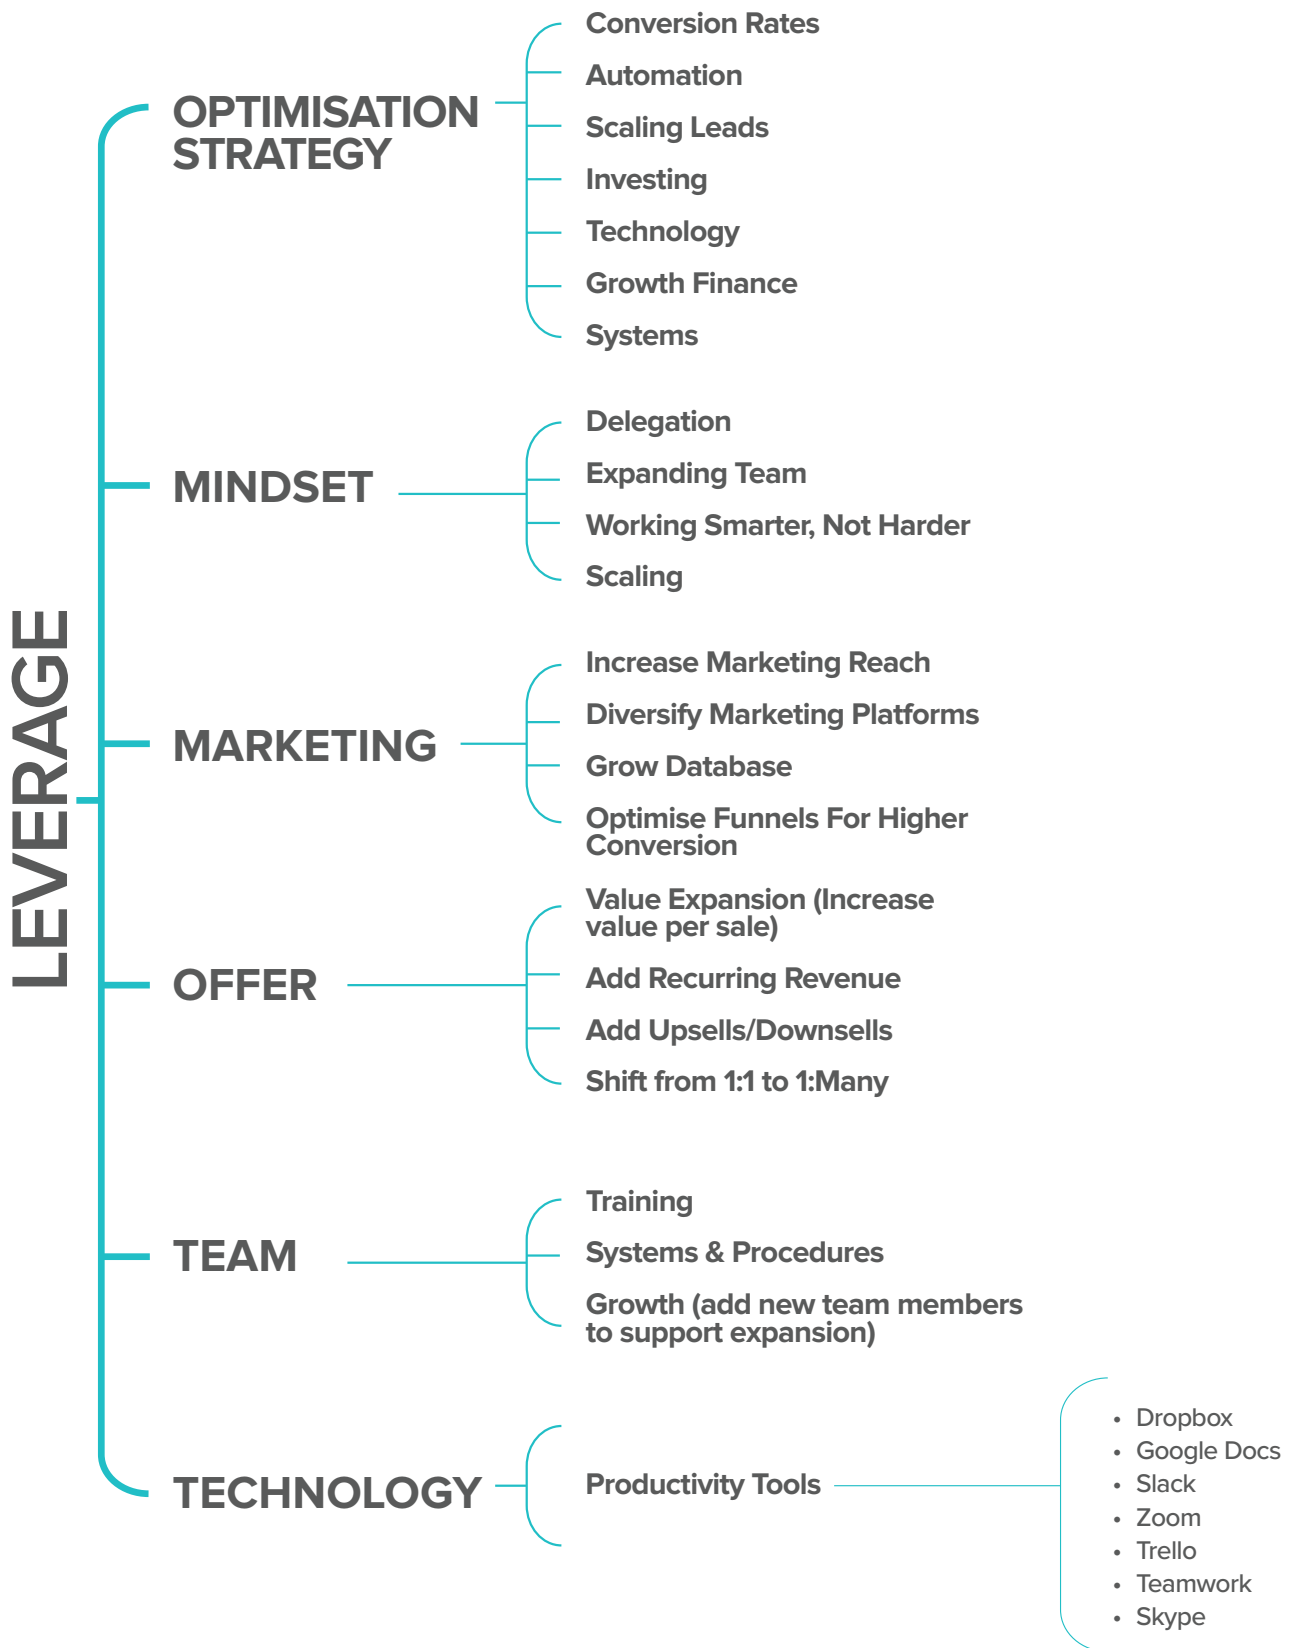 LEVERAGE
OPTIMISATION
STRATEGY
Conversion Rates
Automation
Scaling Leads
Investing
Technology
Growth Finance
Systems
MINDSET
Delegation
Expanding Team
Working Smarter, Not Harder
Scaling
MARKETING
Increase Marketing Reach
Diversify Marketing Platforms
Grow Database
Optimise Funnels For Higher
Conversion
OFFER
Value Expansion (Increase
value per sale)
Add Recurring Revenue
Add Upsells/Downsells
Shift from 1:1 to 1:Many
TEAM
Training
Systems & Procedures
Growth (add new team members
to support expansion)
TECHNOLOGY
Productivity Tools
• Dropbox
• Google Docs
• Slack
• Zoom
• Trello
• Teamwork
• Skype